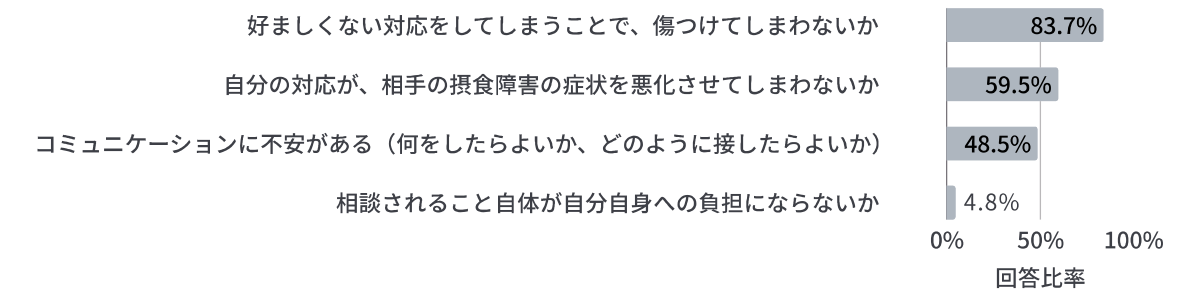 好ましくない対応をしてしまうことで、傷つけてしまわないか 83.7%
自分の対応が、相手の摂食障害の症状を悪化させてしまわないか 59.5%
コミュニケーションに不安がある（何をしたらよいか、どのように接したらよいか） 48.5%
相談されること自体が自分自身への負担にならないか 4.8%
0% 50% 100%
回答比率